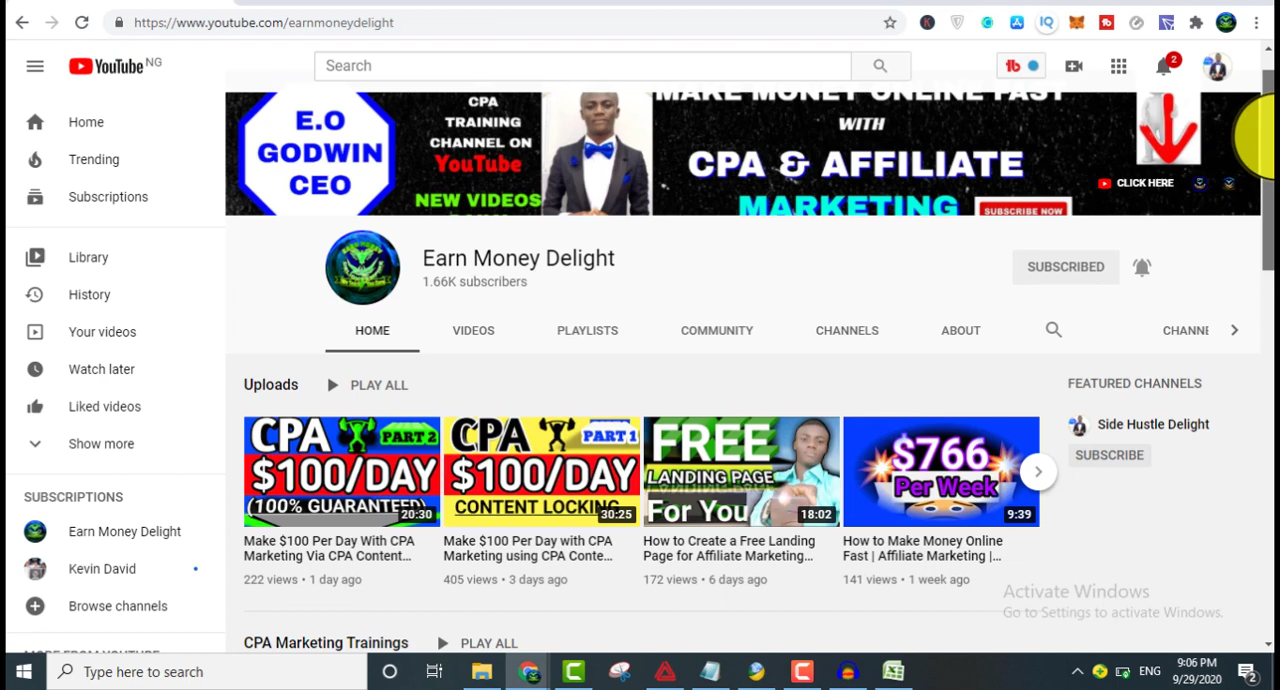 https://www.youtube.com/earnmoneydelight
IQ
YouTube NG
Search
2
Home
Trending
Subscriptions
Library
History
Your videos
Watch later
Liked videos
Show more
SUBSCRIPTIONS
Earn Money Delight
Kevin David
Browse channels
E.O
GODWIN
CEO
CPA
TRAINING
CHANNEL ON
YouTube
NEW VIDEOS
MAKE MONEY ONLINE FAST
WITH
CPA & AFFILIATE
MARKETING
SUBSCRIBE NOW
CLICK HERE
Earn Money Delight
1.66K subscribers
SUBSCRIBED
HOME
VIDEOS
PLAYLISTS
COMMUNITY
CHANNELS
ABOUT
CHANNE
Uploads
PLAY ALL
CPA PART 2
$100/DAY
(100% GUARANTEED)
20:30
Make $100 Per Day With CPA
Marketing Via CPA Content...
222 views • 1 day ago
CPA PART 1
$100/DAY
CONTENT LOCKING
30:25
Make $100 Per Day with CPA
Marketing using CPA Conte...
405 views • 3 days ago
FREE
LANDING PAGE
For You
18:02
How to Create a Free Landing
Page for Affiliate Marketing...
172 views • 6 days ago
$766
Per Week
9:39
How to Make Money Online
Fast | Affiliate Marketing |...
141 views • 1 week ago
FEATURED CHANNELS
Side Hustle Delight
SUBSCRIBE
CPA Marketing Trainings
PLAY ALL
Activate Windows
Go to Settings to activate Windows.
Type here to search
ENG
9:06 PM
9/29/2020
2